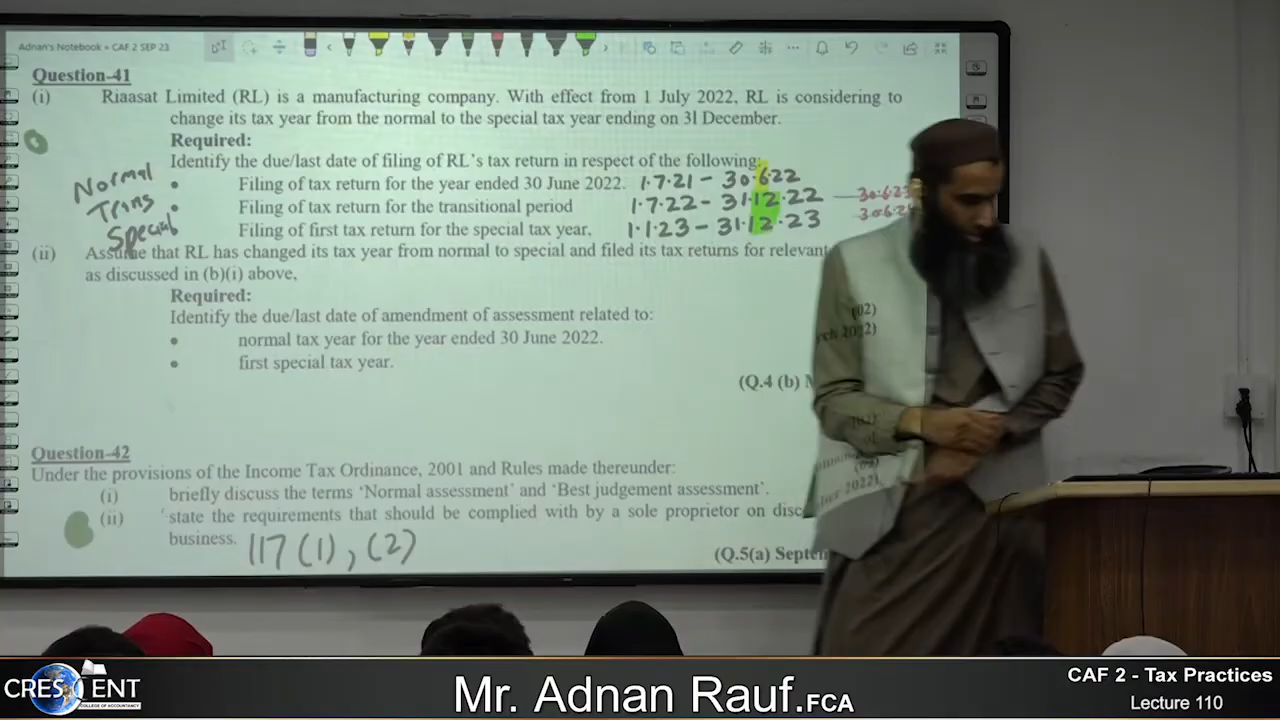 Adnan's Notebook » CAF 2 SEP 23
Question-41
(i) Riaasat Limited (RL) is a manufacturing company. With effect from 1 July 2022, RL is considering to
change its tax year from the normal to the special tax year ending on 31 December.
Required:
Identify the due/last date of filing of RL's tax return in respect of the following:
Normal • Filing of tax return for the year ended 30 June 2022. 1.7.21 - 30.6.22
Trans • Filing of tax return for the transitional period 1.7.22 - 31.12.22
Special Filing of first tax return for the special tax year, 1.1.23 - 31.12.23
(ii) Assume that RL has changed its tax year from normal to special and filed its tax returns for relevant
as discussed in (b)(i) above,
(02)
Required:
2022)
Identify the due/last date of amendment of assessment related to:
• normal tax year for the year ended 30 June 2022.
• first special tax year.
(Q.4 (b)
Question-42
Under the provisions of the Income Tax Ordinance, 2001 and Rules made thereunder:
(i) briefly discuss the terms 'Normal assessment' and 'Best judgement assessment'.
(ii) state the requirements that should be complied with by a sole proprietor on
business. 117 (1), (2)
(Q.5(a)
CRESCENT
COLLEGE OF ACCOUNTANCY
Mr. Adnan Rauf.FCA
CAF 2 - Tax Practices
Lecture 110